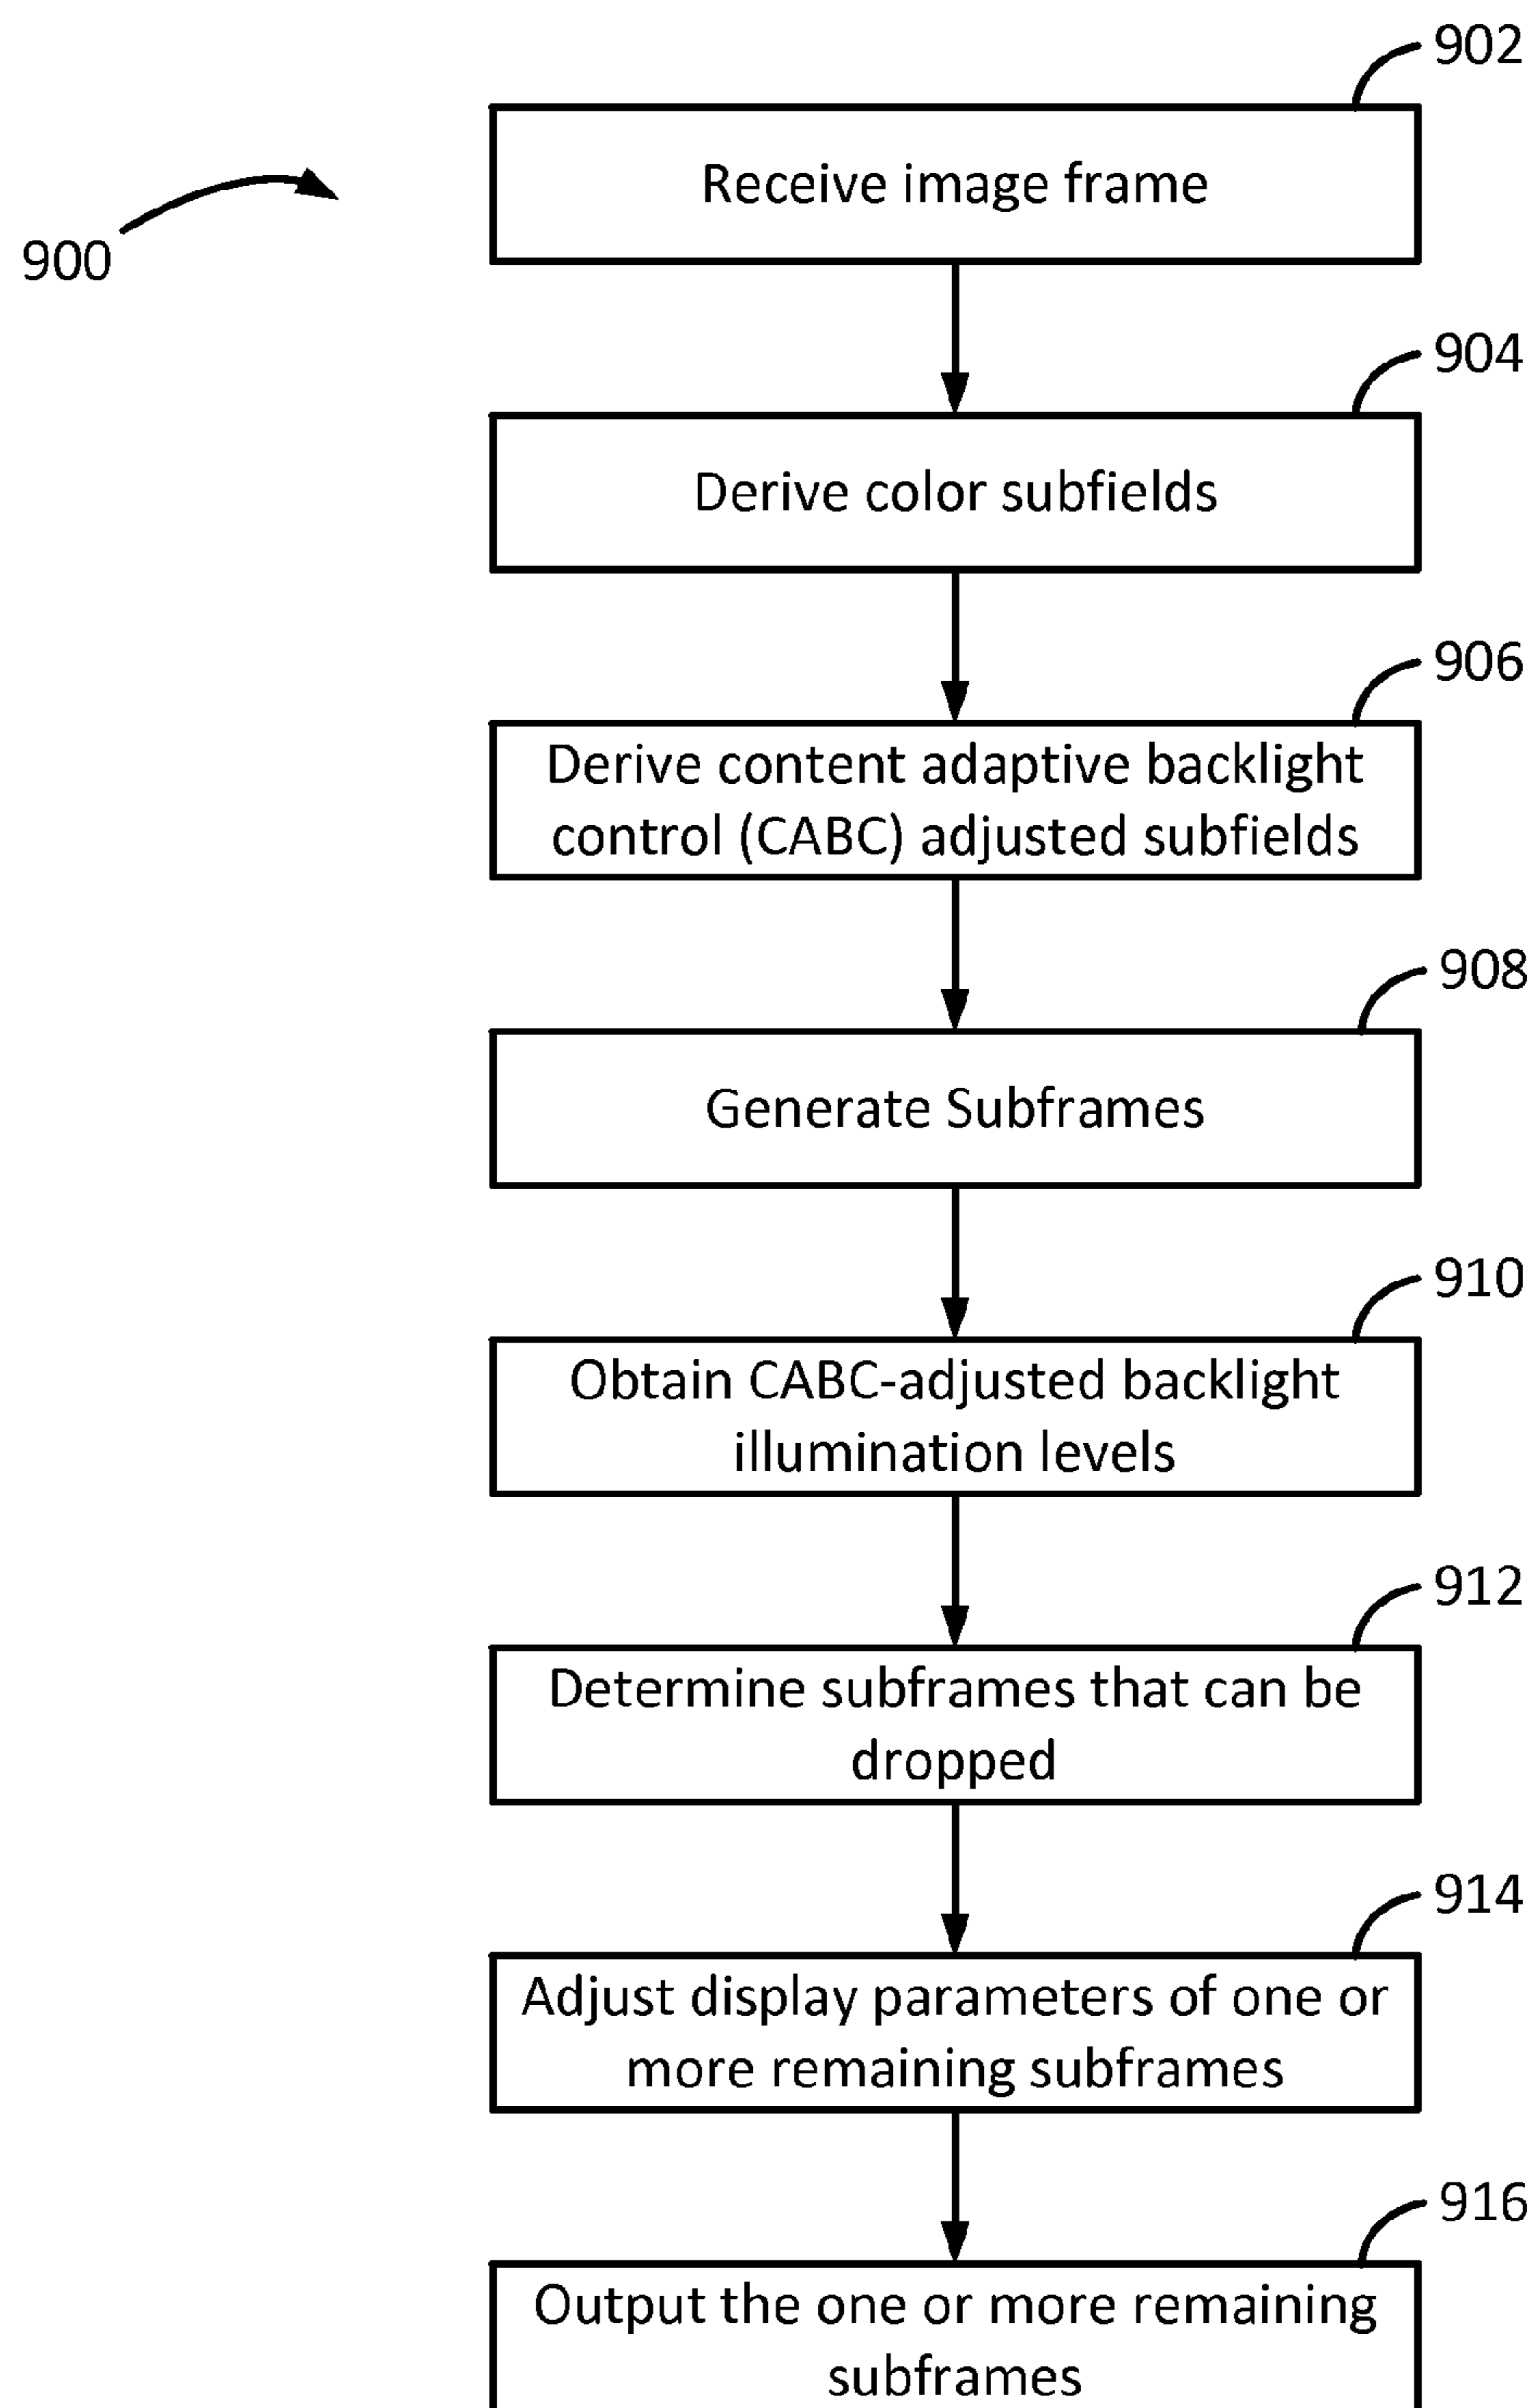 902
Receive image frame
900
904
Derive color subfields
906
Derive content adaptive backlight
control (CABC) adjusted subfields
908
Generate Subframes
910
Obtain CABC-adjusted backlight
illumination levels
912
Determine subframes that can be
dropped
914
Adjust display parameters of one or
more remaining subframes
916
Output the one or more remaining
subframes